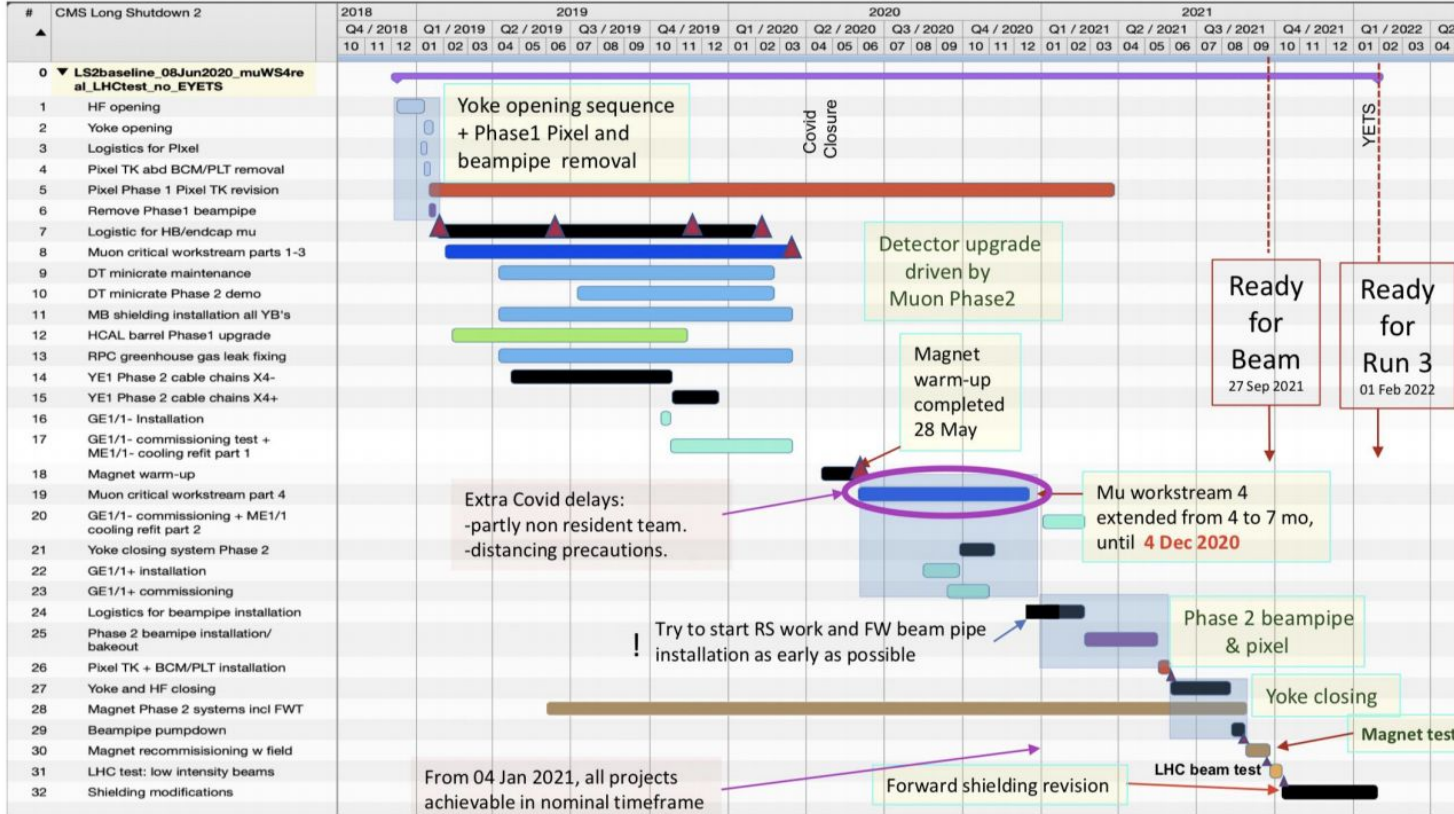 # CMS Long Shutdown 2
2018 2019 2020 2021 2022
Q4 / 2018 Q1 / 2019 Q2 / 2019 Q3 / 2019 Q4 / 2019 Q1 / 2020 Q2 / 2020 Q3 / 2020 Q4 / 2020 Q1 / 2021 Q2 / 2021 Q3 / 2021 Q4 / 2021 Q1 / 2022 Q2
10 11 12 01 02 03 04 05 06 07 08 09 10 11 12 01 02 03 04 05 06 07 08 09 10 11 12 01 02 03 04 05 06 07 08 09 10 11 12 01 02 03 04
0 LS2baseline_08Jun2020_muWS4re
al_LHCtest_no_EYETS
1 HF opening
2 Yoke opening
3 Logistics for PIxel
4 Pixel TK abd BCM/PLT removal
5 Pixel Phase 1 Pixel TK revision
6 Remove Phase1 beampipe
7 Logistic for HB/endcap mu
8 Muon critical workstream parts 1-3
9 DT minicrate maintenance
10 DT minicrate Phase 2 demo
11 MB shielding installation all YB's
12 HCAL barrel Phase1 upgrade
13 RPC greenhouse gas leak fixing
14 YE1 Phase 2 cable chains X4-
15 YE1 Phase 2 cable chains X4+
16 GE1/1- Installation
17 GE1/1- commissioning test +
ME1/1- cooling refit part 1
18 Magnet warm-up
19 Muon critical workstream part 4
20 GE1/1- commissioning + ME1/1
cooling refit part 2
21 Yoke closing system Phase 2
22 GE1/1+ installation
23 GE1/1+ commissioning
24 Logistics for beampipe installation
25 Phase 2 beamipe installation/
bakeout
26 Pixel TK + BCM/PLT installation
27 Yoke and HF closing
28 Magnet Phase 2 systems incl FWT
29 Beampipe pumpdown
30 Magnet recommisisioning w field
31 LHC test: low intensity beams
32 Shielding modifications
Yoke opening sequence
+ Phase1 Pixel and
beampipe removal
Covid
Closure
YETS
Detector upgrade
driven by
Muon Phase2
Ready
for
Beam
27 Sep 2021
Ready
for
Run 3
01 Feb 2022
Magnet
warm-up
completed
28 May
Extra Covid delays:
-partly non resident team.
-distancing precautions.
Mu workstream 4
extended from 4 to 7 mo,
until 4 Dec 2020
! Try to start RS work and FW beam pipe
installation as early as possible
Phase 2 beampipe
& pixel
Yoke closing
Magnet test
LHC beam test
From 04 Jan 2021, all projects
achievable in nominal timeframe
Forward shielding revision